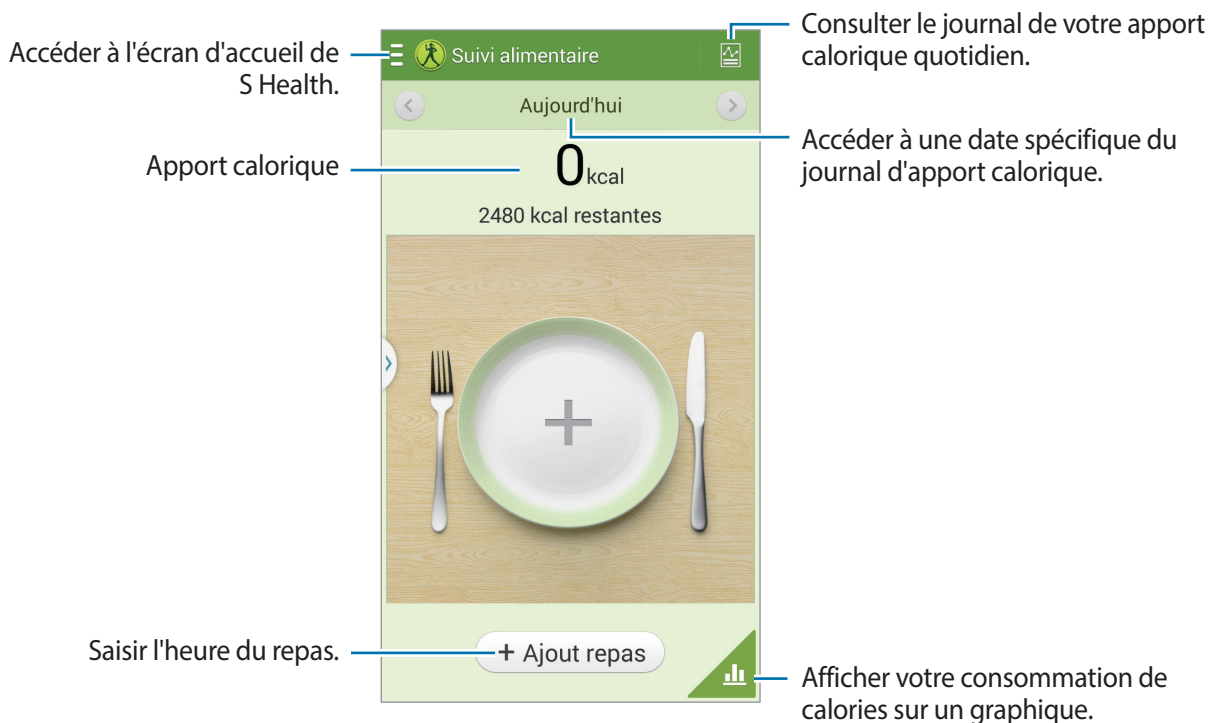 Accéder à l'écran d'accueil de
S Health.
Suivi alimentaire
Consulter le journal de votre apport
calorique quotidien.
Aujourd'hui
Accéder à une date spécifique du
journal d'apport calorique.
Apport calorique
0kcal
2480 kcal restantes
Saisir l'heure du repas.
+ Ajout repas
Afficher votre consommation de
calories sur un graphique.